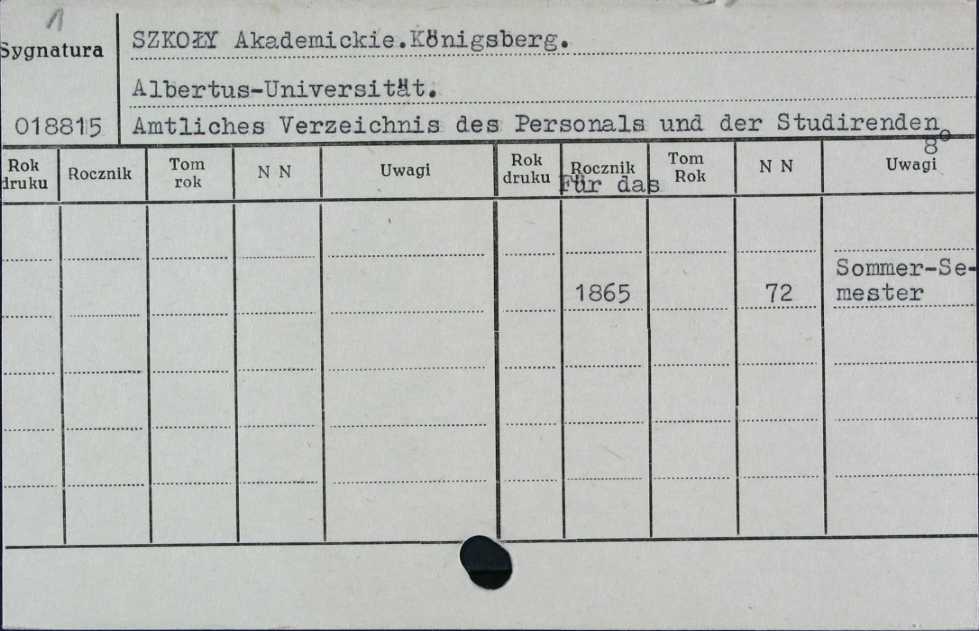 1
Sygnatura
SZKOŁY Akademickie.Königsberg.
Albertus-Universität.
018815
Amtliches Verzeichnis des Personals und der Studirenden
8°
Rok druku
Rocznik
Tom rok
N N
Uwagi
Rok druku
Rocznik
Tom Rok
N N
Uwagi
Für das
1865
72
Sommer-Se-
mester